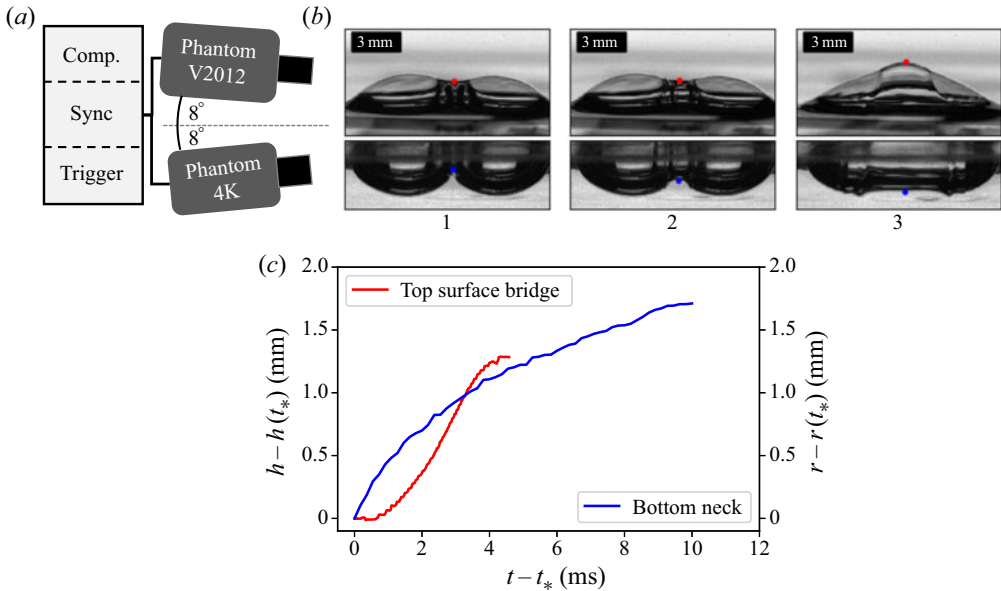 (a)
Comp.
Sync
Trigger
Phantom
V2012
8°
8°
Phantom
4K
(b)
3 mm
3 mm
3 mm
1
2
3
(c)
2.0
1.5
1.0
0.5
0
h – h (t*) (mm)
Top surface bridge
Bottom neck
2.0
1.5
1.0
0.5
0
r – r (t*) (mm)
0
2
4
6
8
10
12
t – t* (ms)